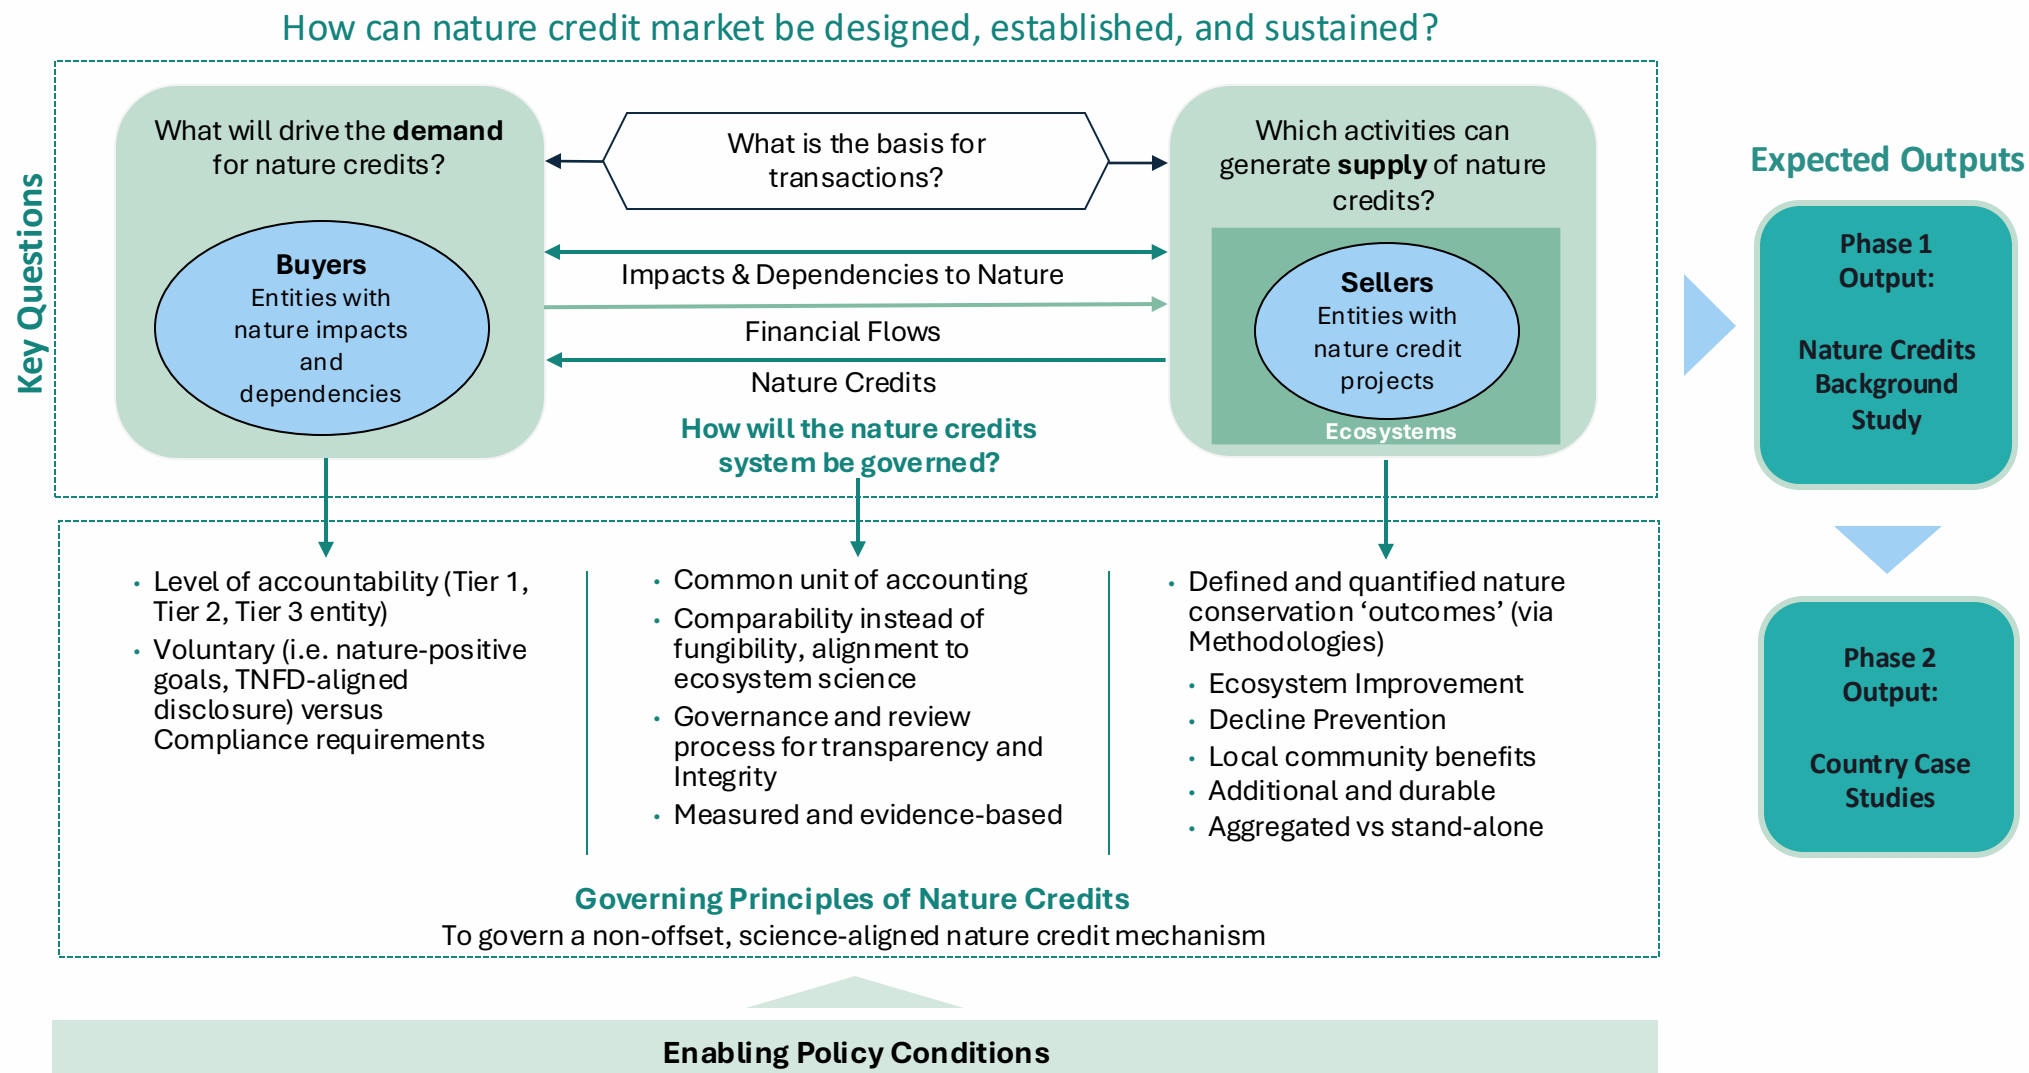 How can nature credit market be designed, established, and sustained?
Key Questions
What will drive the demand
for nature credits?
Buyers
Entities with
nature impacts
and
dependencies
What is the basis for
transactions?
Impacts & Dependencies to Nature
Financial Flows
Nature Credits
How will the nature credits
system be governed?
Which activities can
generate supply of nature
credits?
Sellers
Entities with
nature credit
projects
Ecosystems
• Level of accountability (Tier 1,
Tier 2, Tier 3 entity)
• Voluntary (i.e. nature-positive
goals, TNFD-aligned
disclosure) versus
Compliance requirements
• Common unit of accounting
• Comparability instead of
fungibility, alignment to
ecosystem science
• Governance and review
process for transparency and
Integrity
• Measured and evidence-based
• Defined and quantified nature
conservation ‘outcomes’ (via
Methodologies)
• Ecosystem Improvement
• Decline Prevention
• Local community benefits
• Additional and durable
• Aggregated vs stand-alone
Governing Principles of Nature Credits
To govern a non-offset, science-aligned nature credit mechanism
Enabling Policy Conditions
Expected Outputs
Phase 1
Output:
Nature Credits
Background
Study
Phase 2
Output:
Country Case
Studies